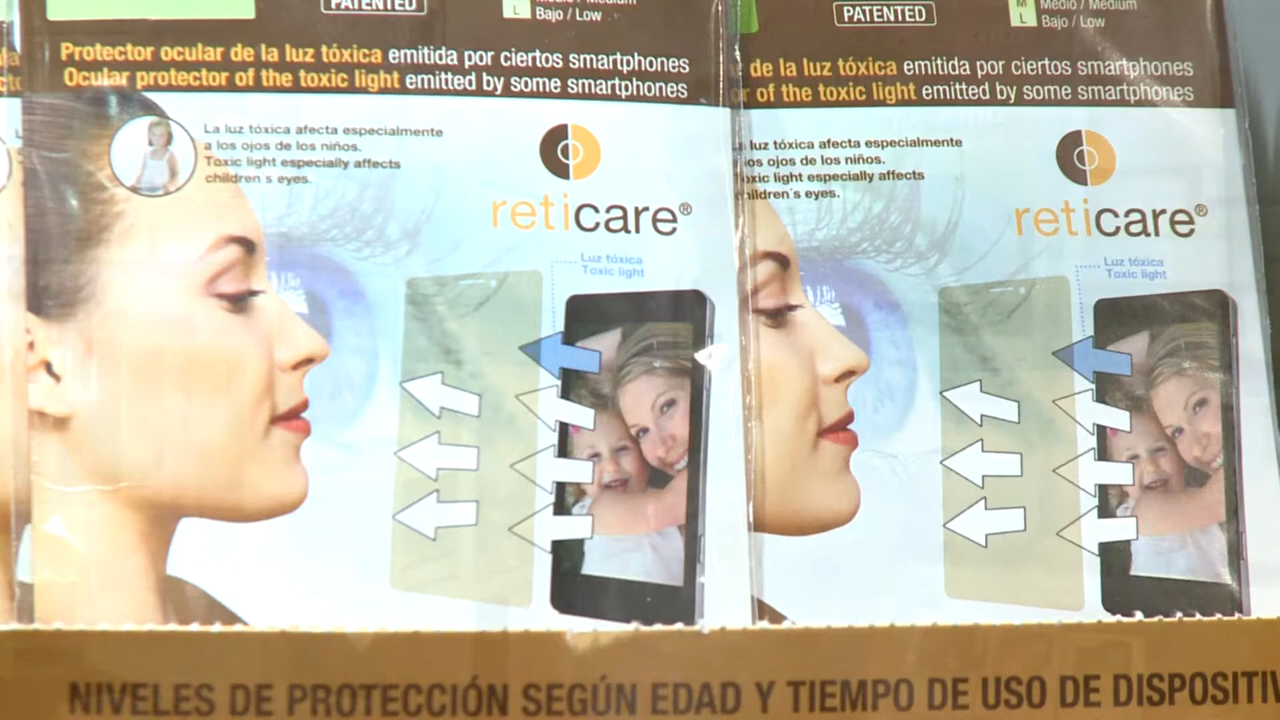 PATENTED
L
Bajo / Low
Protector ocular de la luz tóxica emitida por ciertos smartphones
Ocular protector of the toxic light emitted by some smartphones
La luz tóxica afecta especialmente
a los ojos de los niños.
Toxic light especially affects
children s eyes.
reticare®
Luz tóxica
Toxic light
PATENTED
M Medio / Medium
L Bajo / Low
de la luz tóxica emitida por ciertos smartphones
of the toxic light emitted by some smartphones
luz tóxica afecta especialmente
los ojos de los niños.
light especially affects
eyes.
reticare®
Luz tóxica
Toxic light
NIVELES DE PROTECCIÓN SEGÚN EDAD Y TIEMPO DE USO DE DISPOSITIV